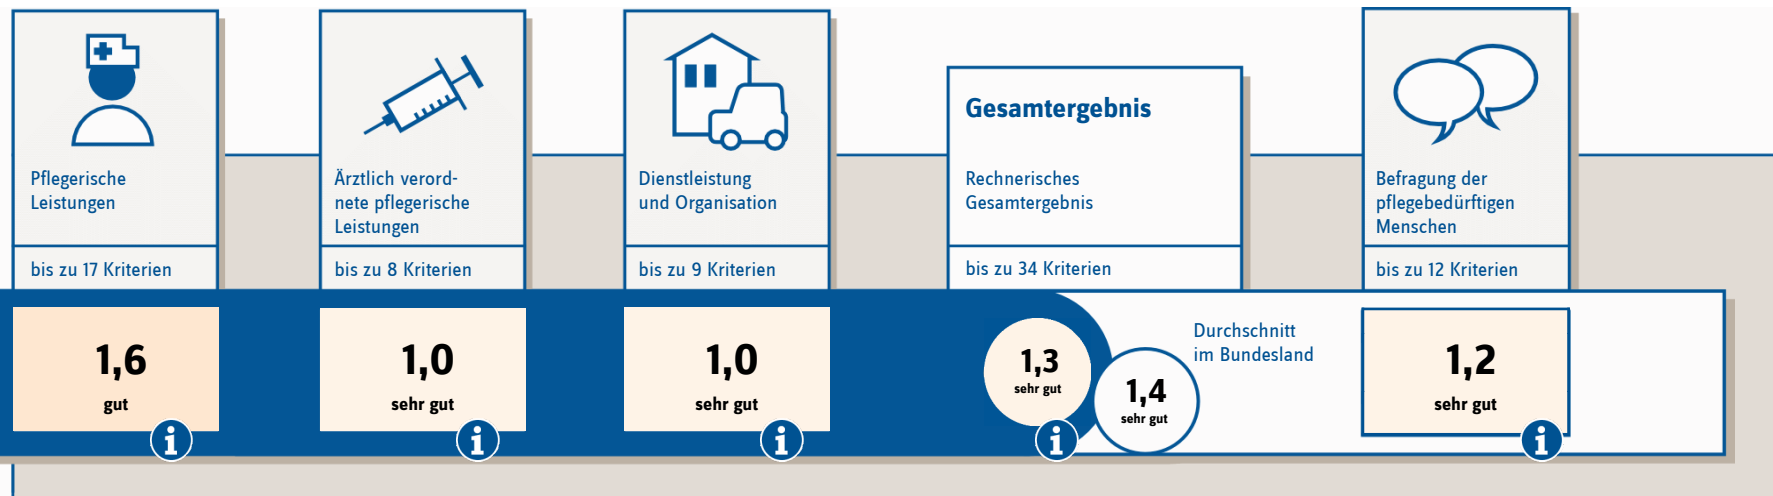 Pflegerische
Leistungen
bis zu 17 Kriterien
1,6
gut
Ärztlich verord-
nete pflegerische
Leistungen
bis zu 8 Kriterien
1,0
sehr gut
Dienstleistung
und Organisation
bis zu 9 Kriterien
1,0
sehr gut
Gesamtergebnis
Rechnerisches
Gesamtergebnis
bis zu 34 Kriterien
1,3
sehr gut
1,4
sehr gut
Durchschnitt
im Bundesland
Befragung der
pflegebedürftigen
Menschen
bis zu 12 Kriterien
1,2
sehr gut